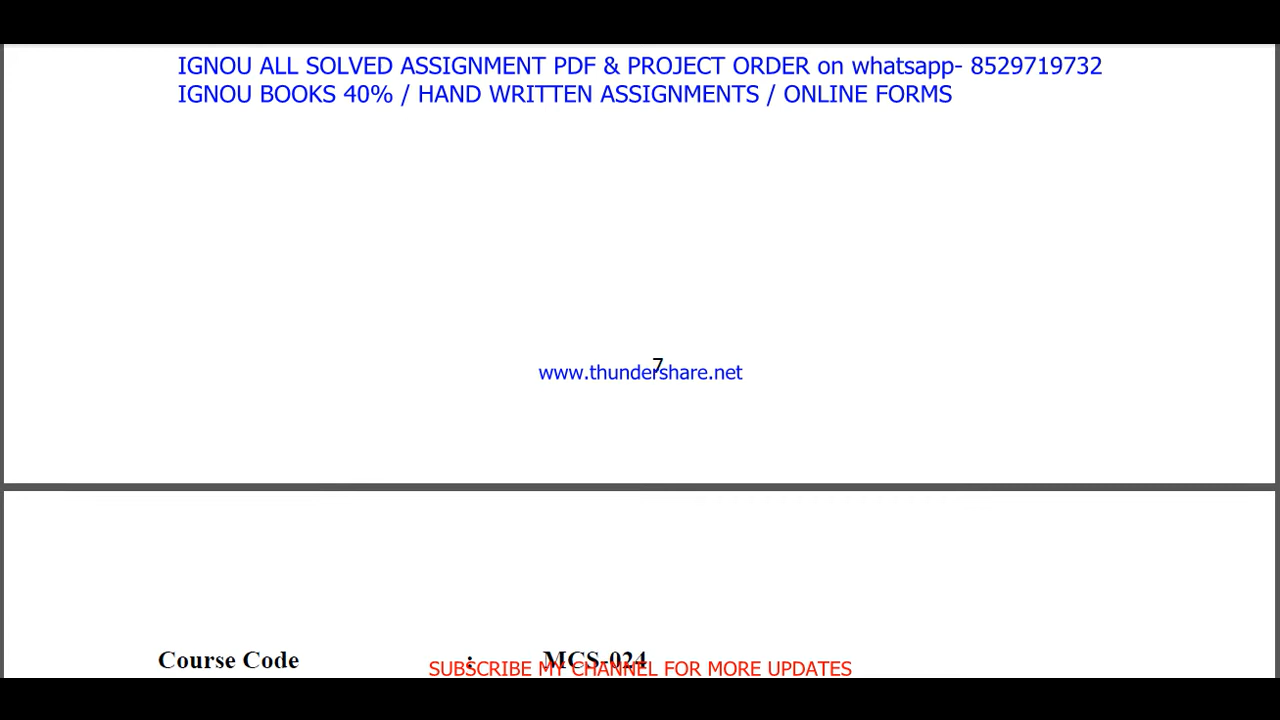 IGNOU ALL SOLVED ASSIGNMENT PDF & PROJECT ORDER on whatsapp- 8529719732
IGNOU BOOKS 40% / HAND WRITTEN ASSIGNMENTS / ONLINE FORMS
7
www.thundershare.net
Course Code : MCS-024
SUBSCRIBE MY CHANNEL FOR MORE UPDATES